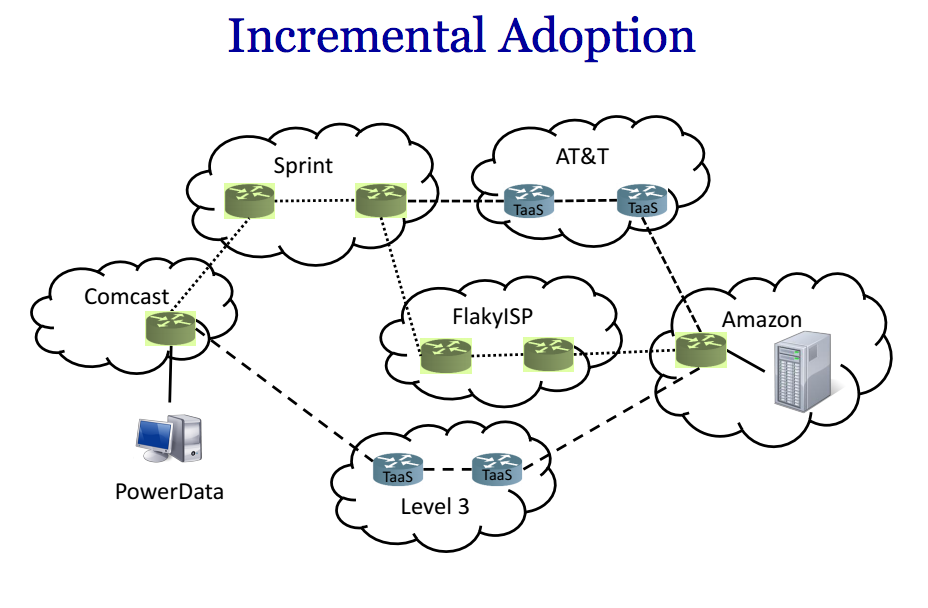 Incremental Adoption
Sprint
AT&T
TaaS
TaaS
Comcast
FlakyISP
Amazon
TaaS
TaaS
PowerData
Level 3